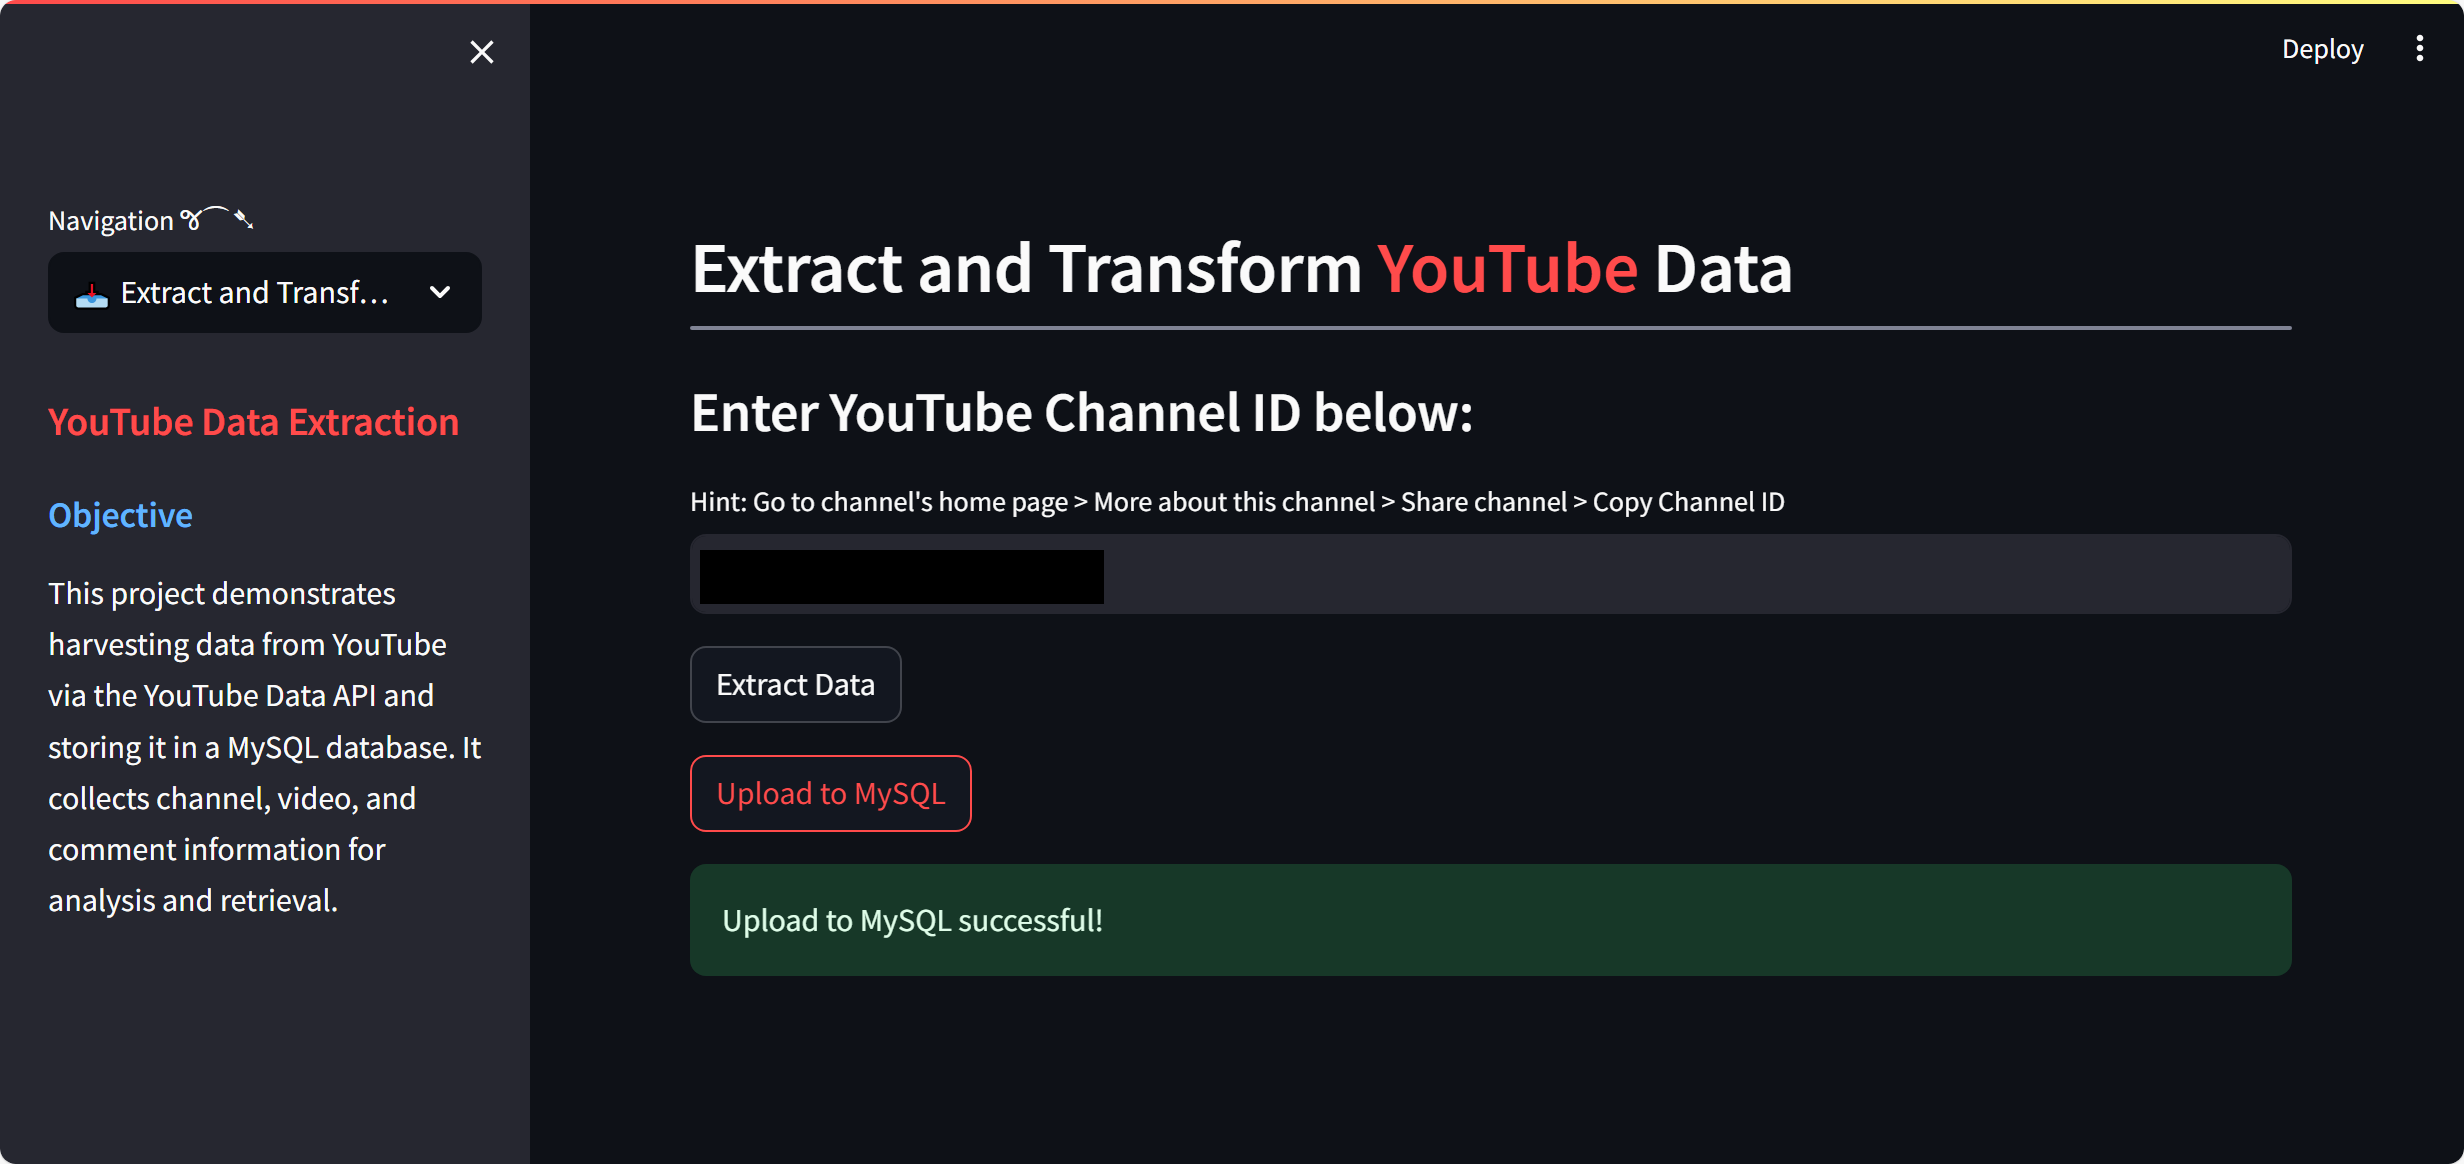 Deploy
Navigation
Extract and Transf...
YouTube Data Extraction
Objective
This project demonstrates
harvesting data from YouTube
via the YouTube Data API and
storing it in a MySQL database. It
collects channel, video, and
comment information for
analysis and retrieval.
Extract and Transform YouTube Data
Enter YouTube Channel ID below:
Hint: Go to channel's home page > More about this channel > Share channel > Copy Channel ID
Extract Data
Upload to MySQL
Upload to MySQL successful!